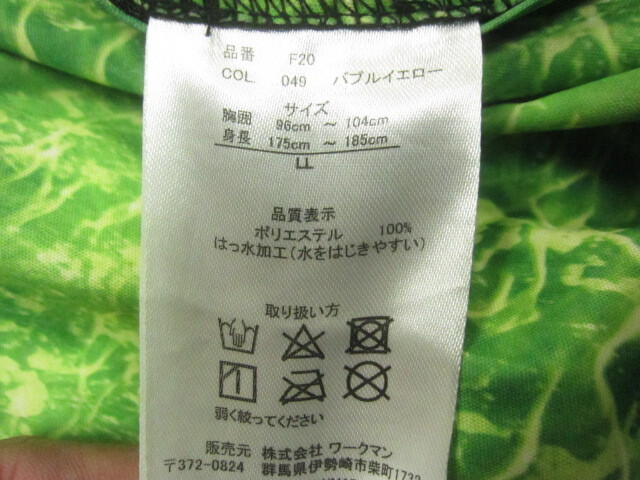 品番 F20
COL. 049 バブルイエロー
サイズ
胸囲 96cm ～ 104cm
身長 175cm ～ 185cm
LL
品質表示
ポリエステル 100%
はっ水加工(水をはじきやすい)
取り扱い方
弱く絞ってください
販売元 株式会社 ワークマン
〒372-0824 群馬県伊勢崎市柴町1732